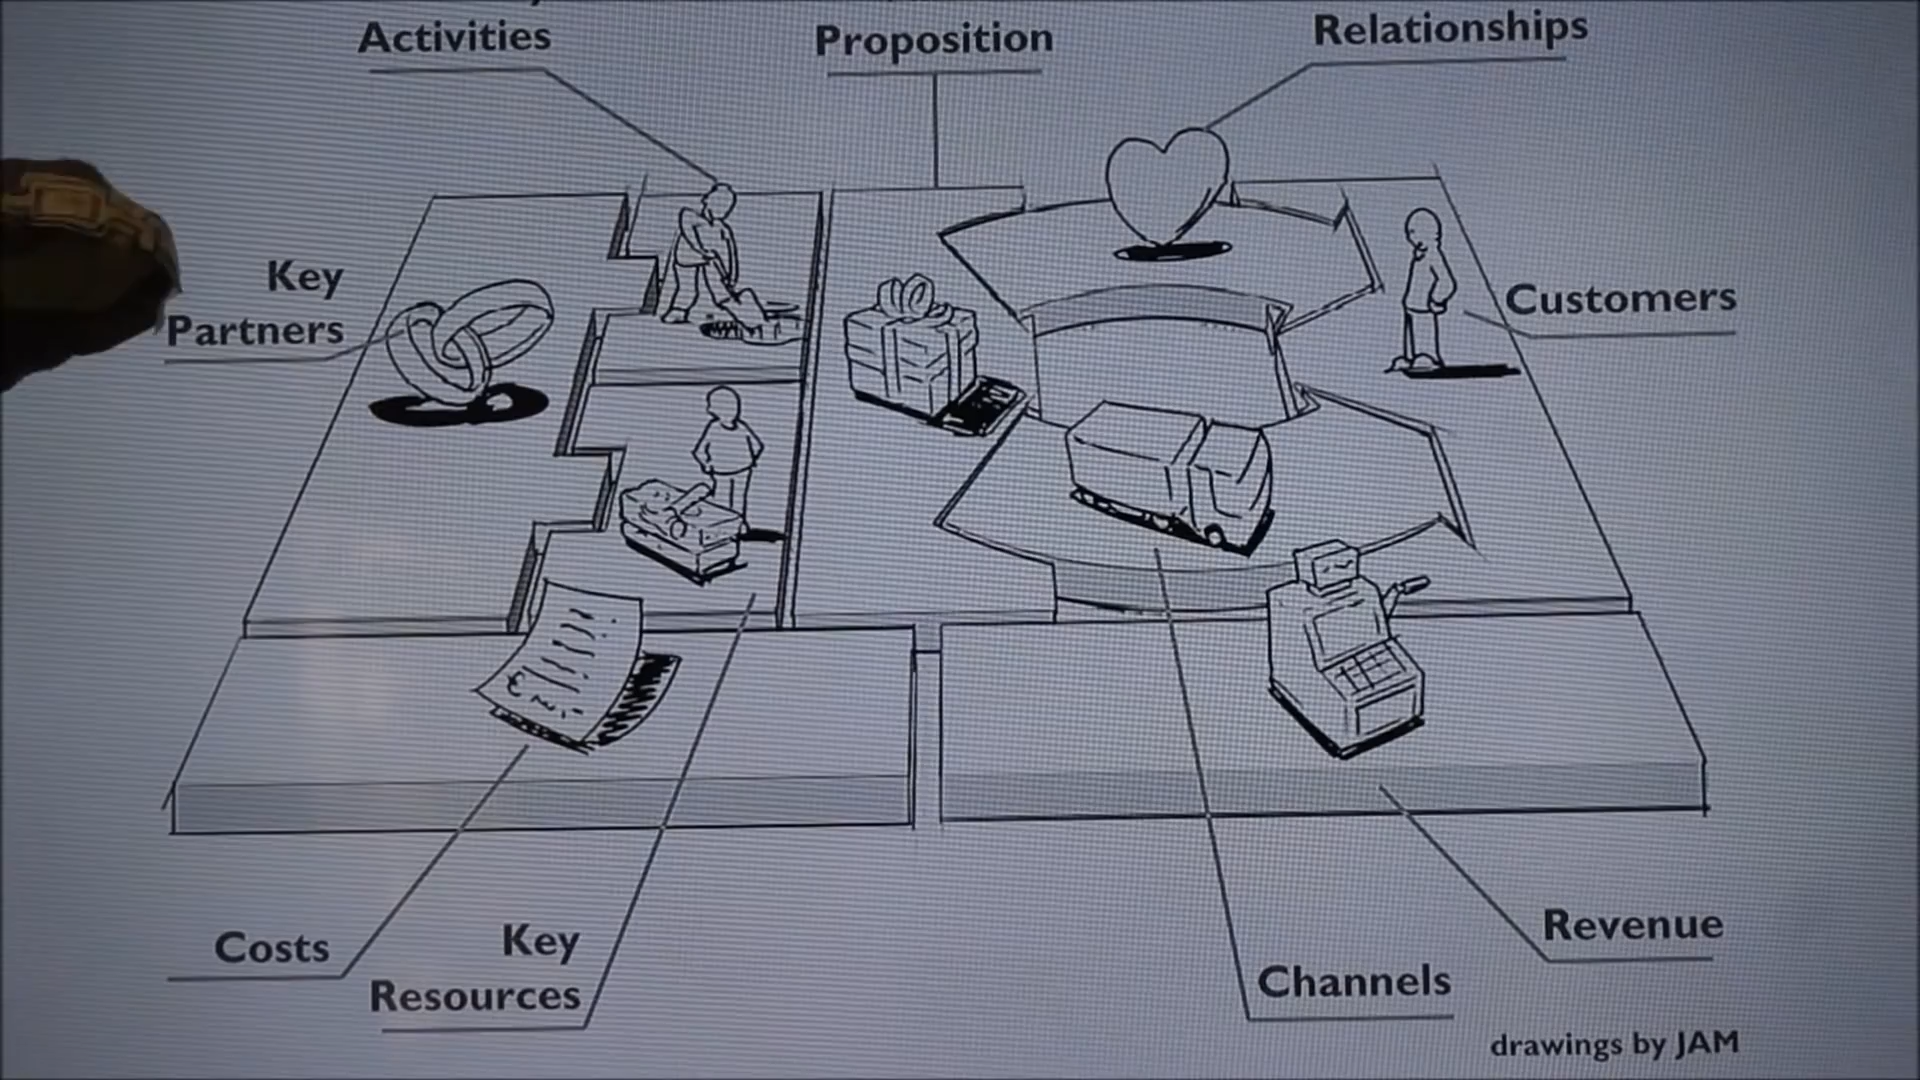 Activities
Proposition
Relationships
Key
Partners
Customers
€
Costs
Key
Resources
Channels
Revenue
drawings by JAM